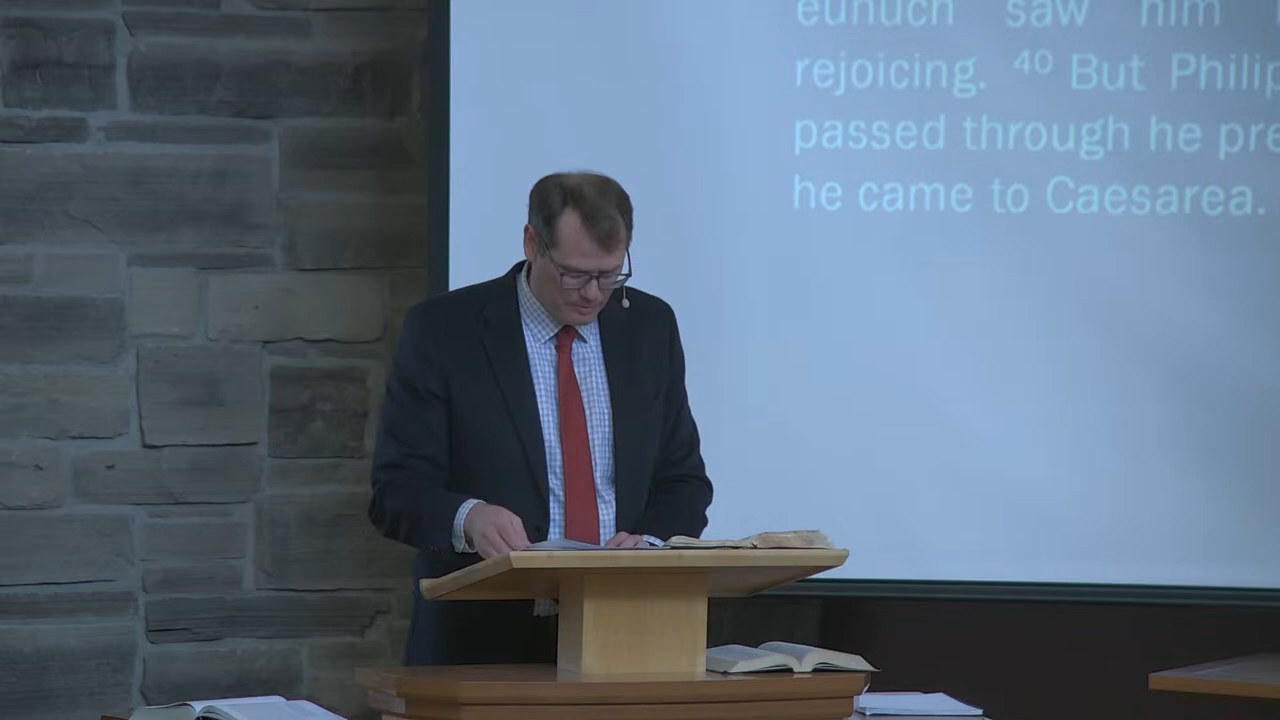 eunuch saw him
rejoicing. ⁴⁰ But Philip
passed through he pre
he came to Caesarea.